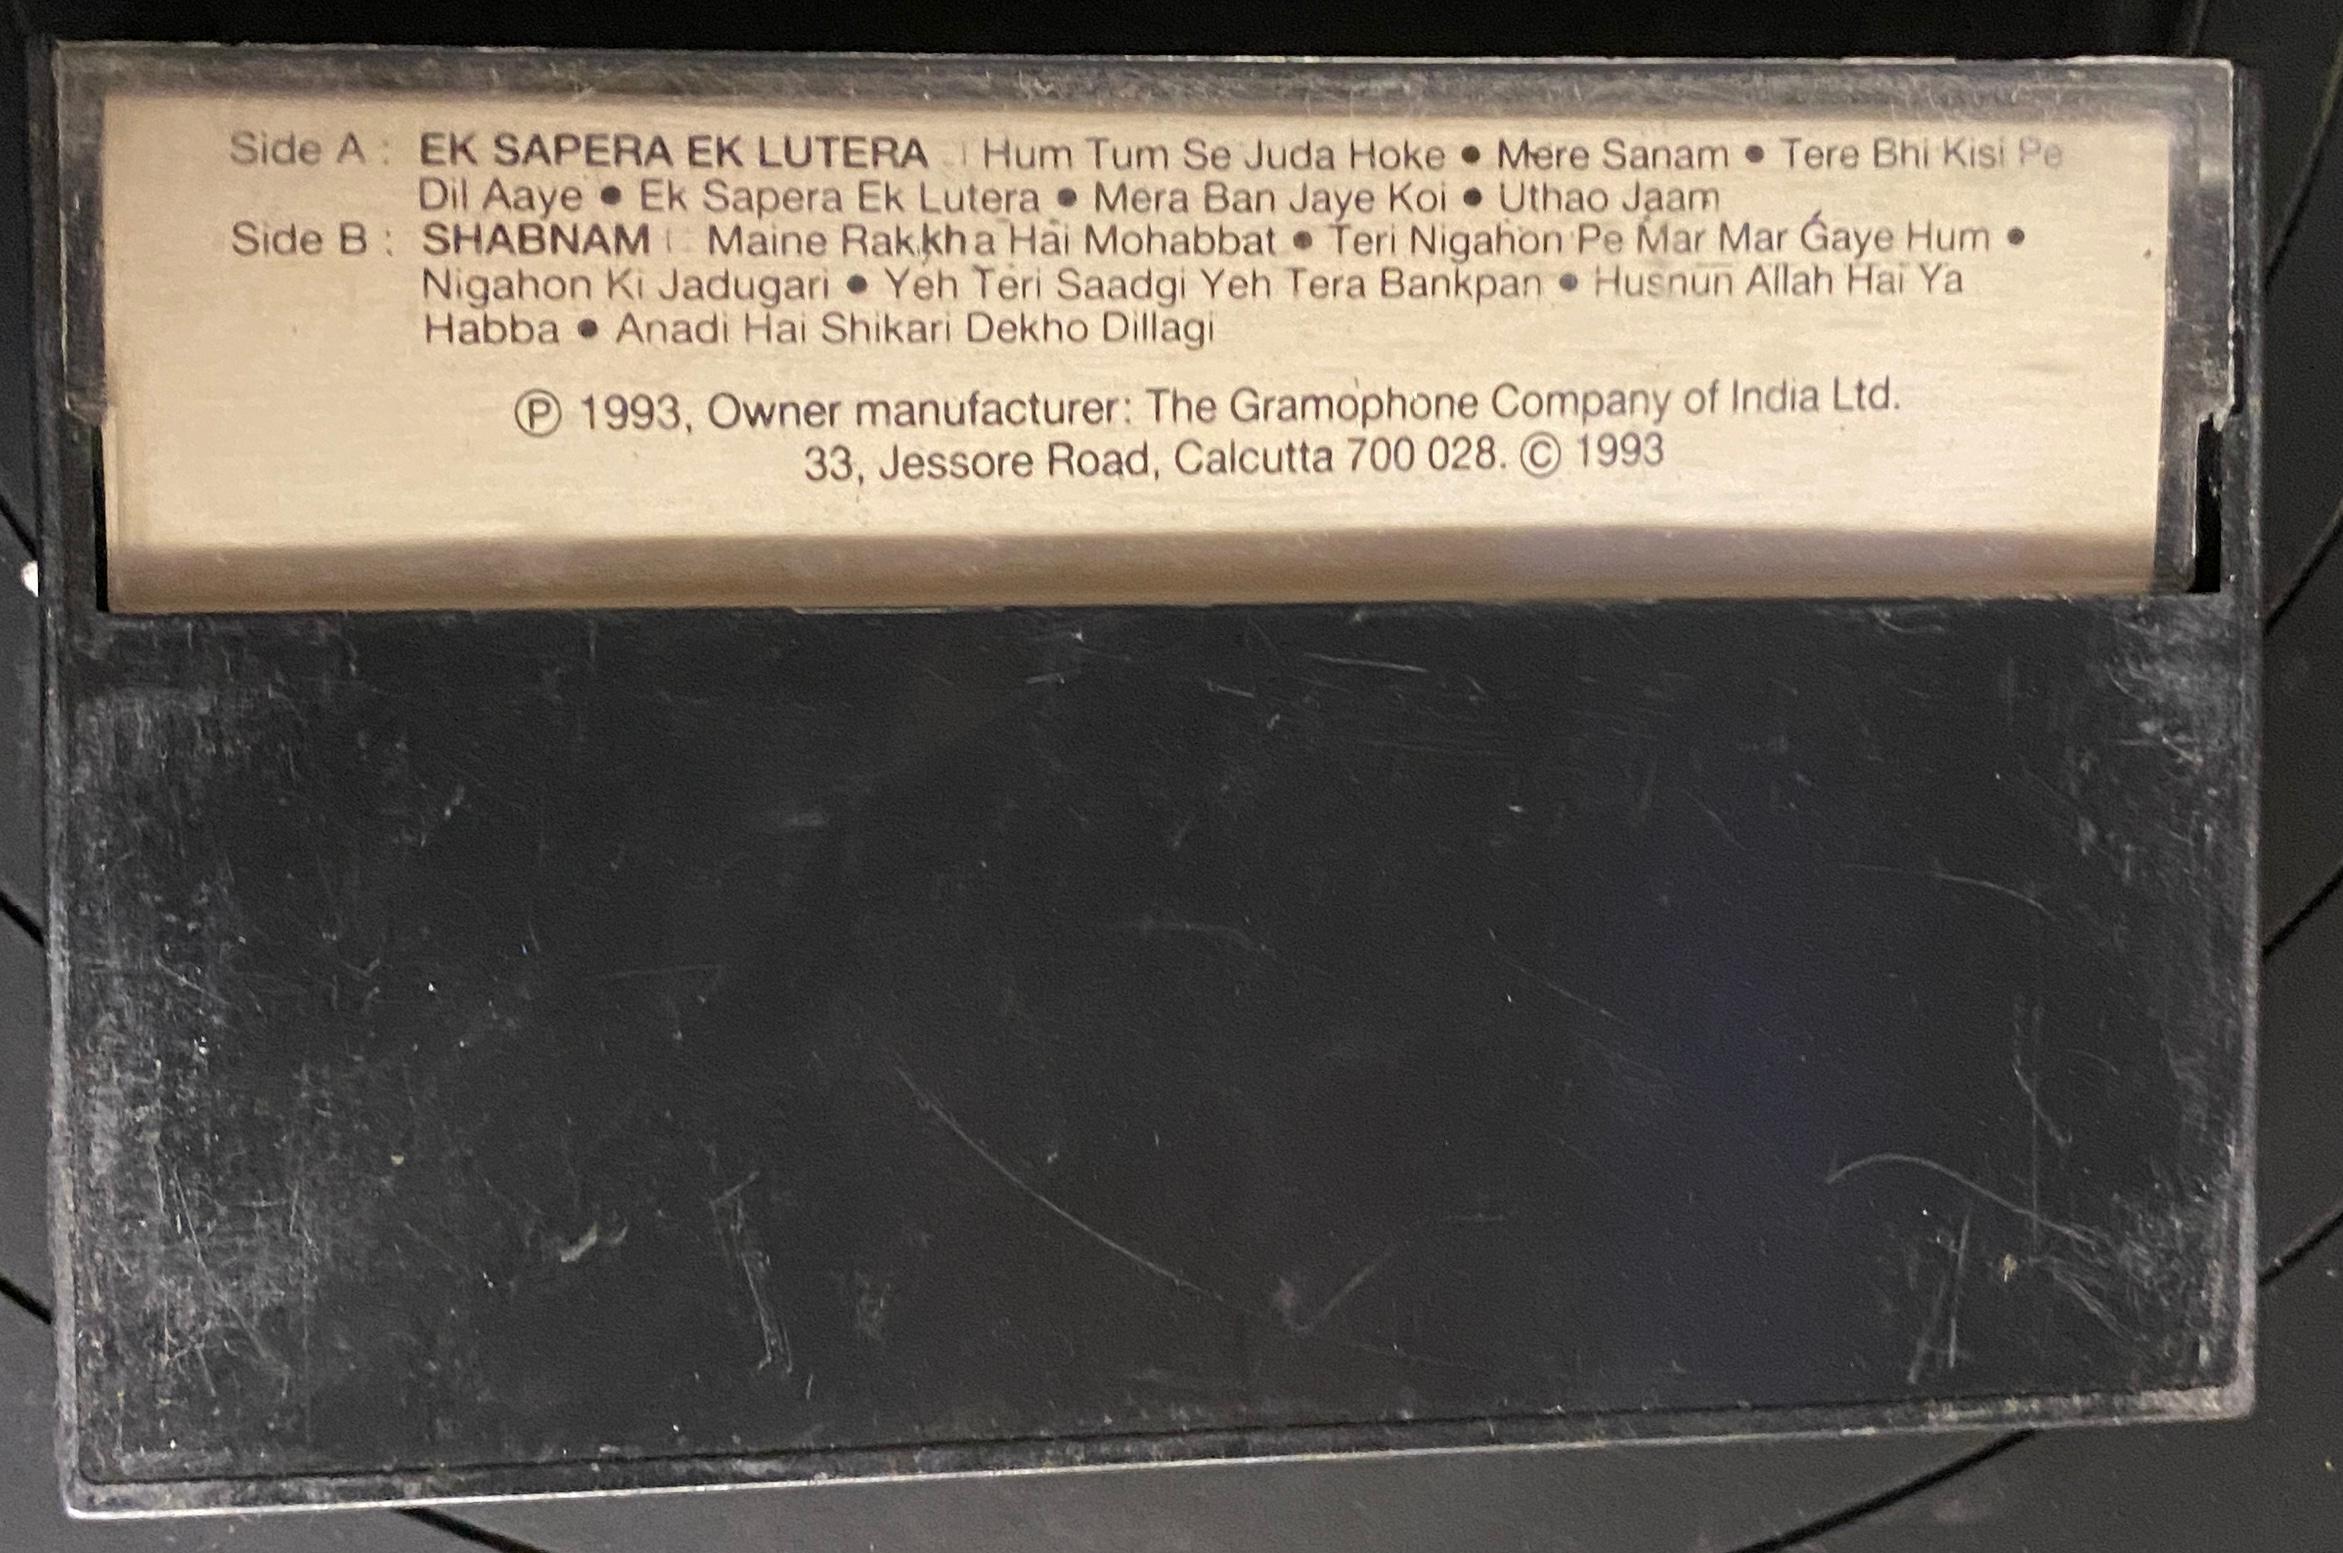 Side A : EK SAPERA EK LUTERA Hum Tum Se Juda Hoke ● Mere Sanam ● Tere Bhi Kisi Pe
Dil Aaye ● Ek Sapera Ek Lutera ● Mera Ban Jaye Koi ● Uthao Jaam
Side B : SHABNAM Maine Rakkha Hai Mohabbat ● Teri Nigahon Pe Mar Mar Gaye Hum ●
Nigahon Ki Jadugari ● Yeh Teri Saadgi Yeh Tera Bankpan ● Husnun Allah Hai Ya
Habba ● Anadi Hai Shikari Dekho Dillagi
℗ 1993, Owner manufacturer: The Gramophone Company of India Ltd.
33, Jessore Road, Calcutta 700 028. © 1993